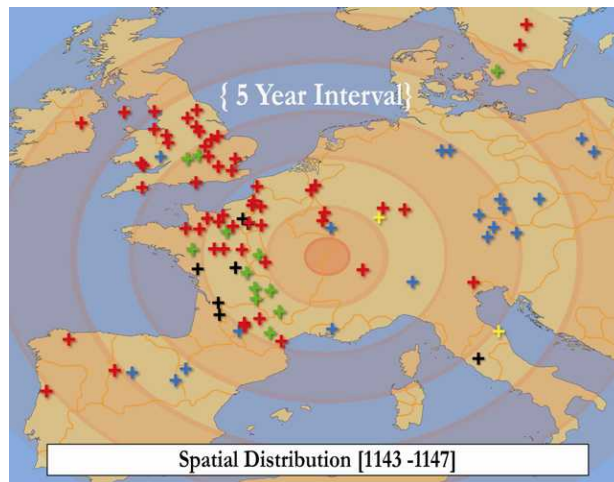 { 5 Year Interval}
Spatial Distribution [1143 -1147]